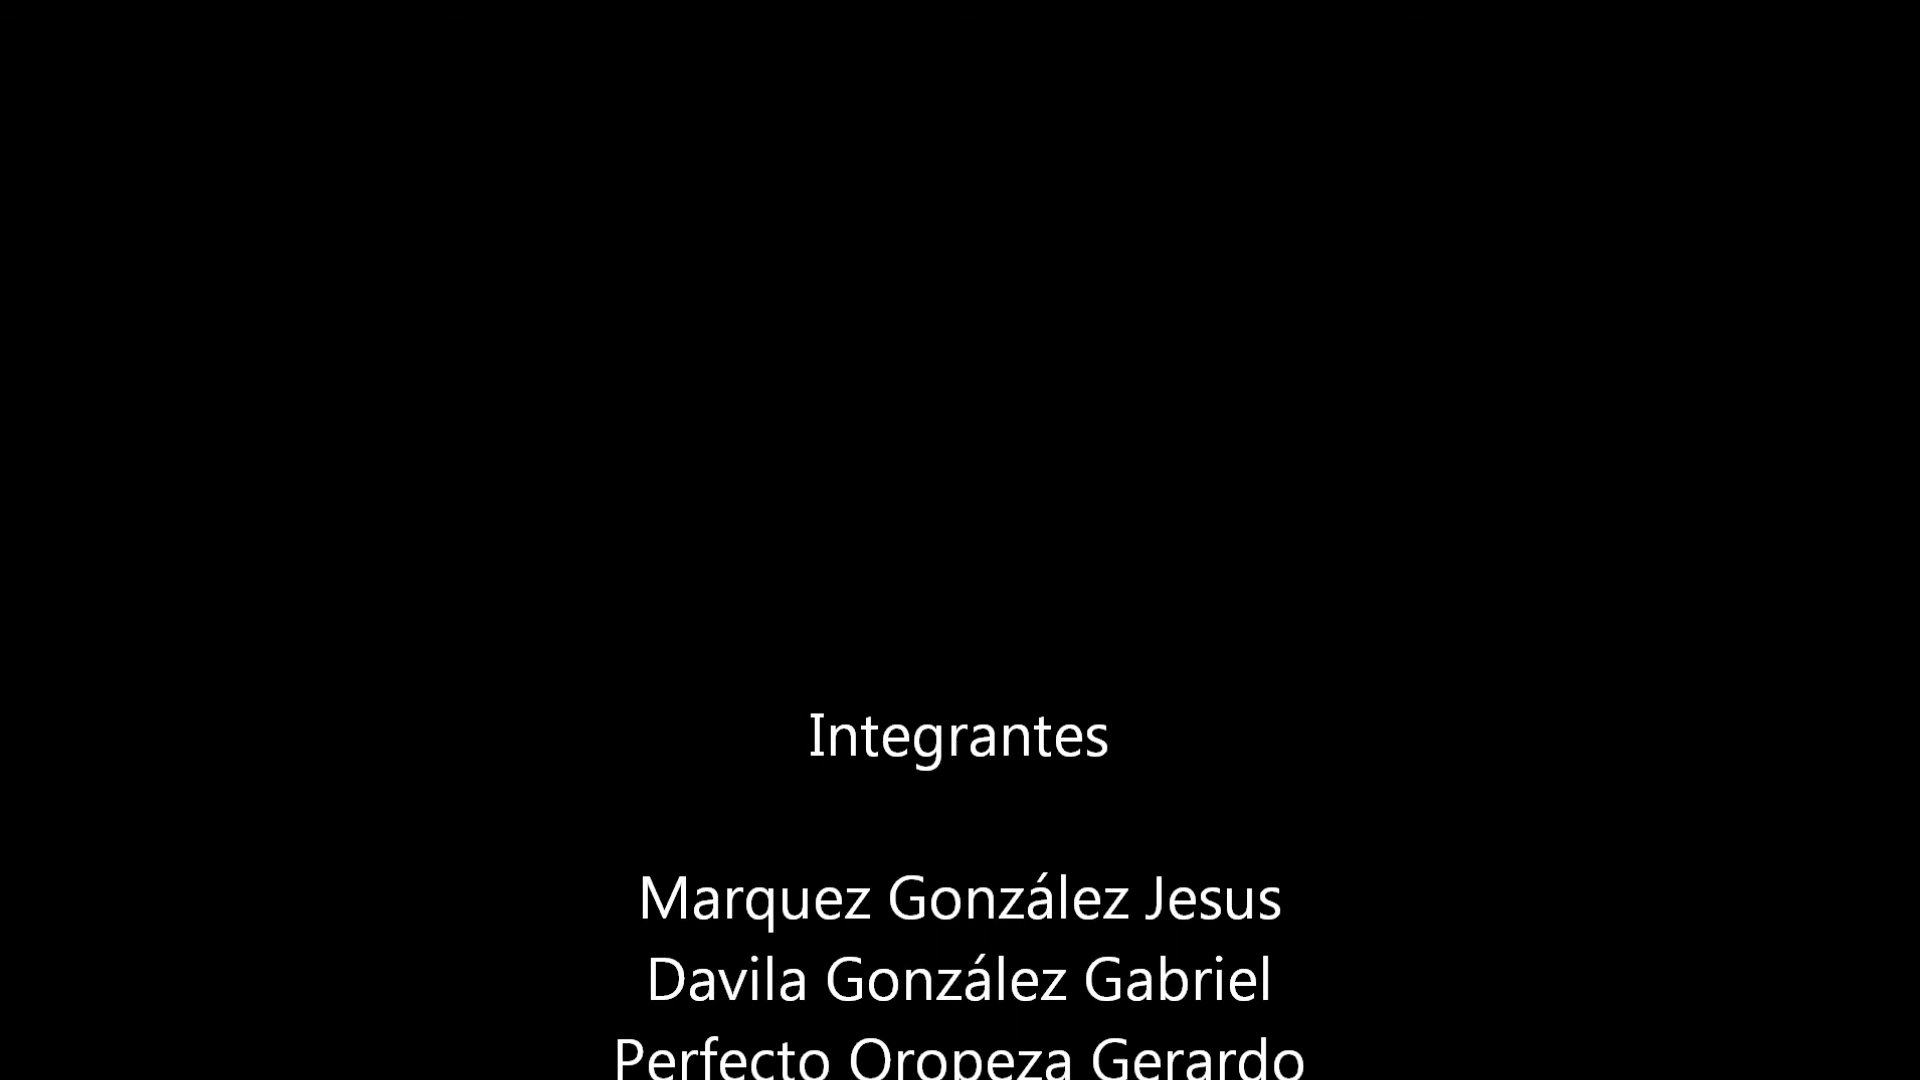 Integrantes
Marquez González Jesus
Davila González Gabriel
Perfecto Oropeza Gerardo